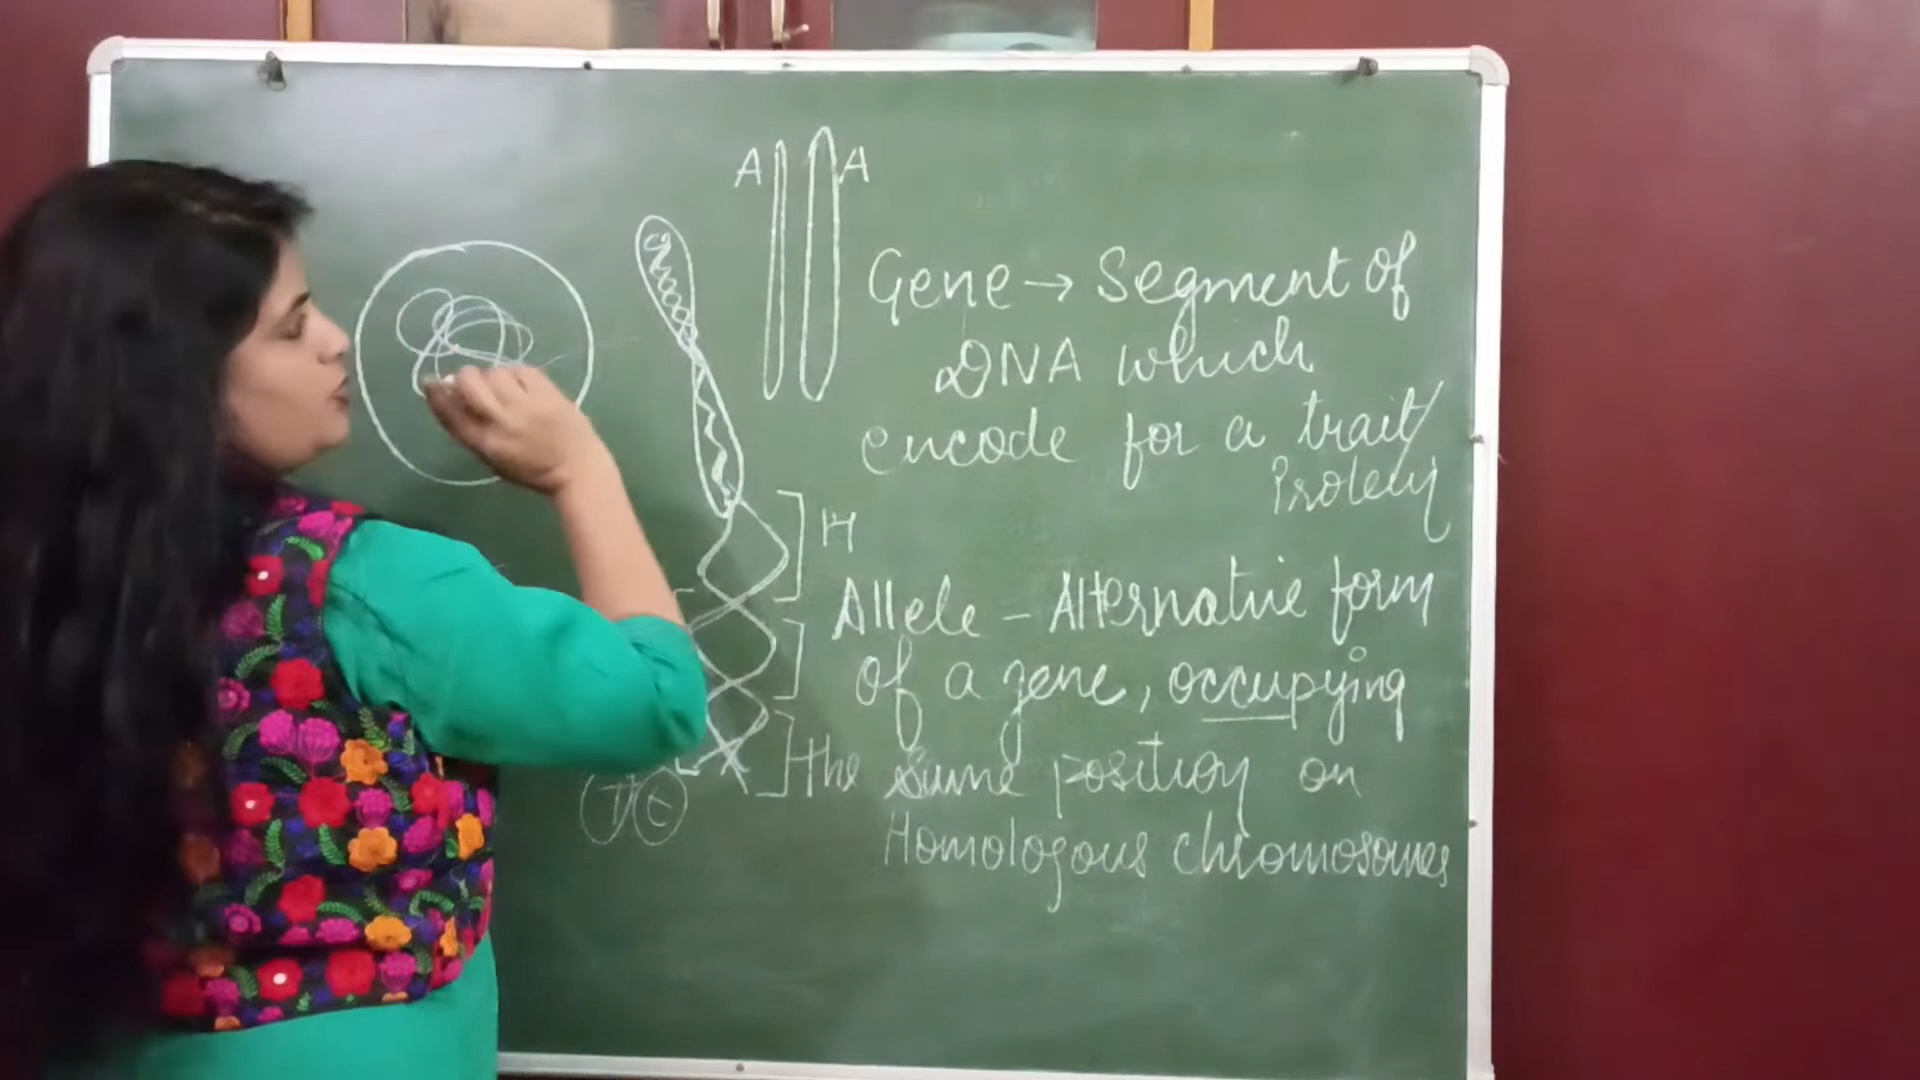 A A
Gene → Segment of
DNA which
encode for a trait/
Protein
H
Allele - Alternative form
of a gene, occupying
the same position on
Homologous chromosomes